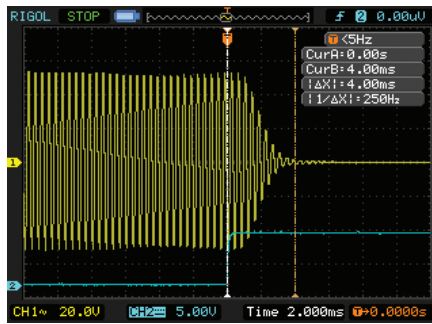 RIGOL STOP T f 2 0.00uV
T <5Hz
CurA=0.00s
CurB=4.00ms
|ΔX|=4.00ms
|1/ΔX|=250Hz
T
1
2
CH1~ 20.0V CH2 5.00V Time 2.000ms T→0.0000s